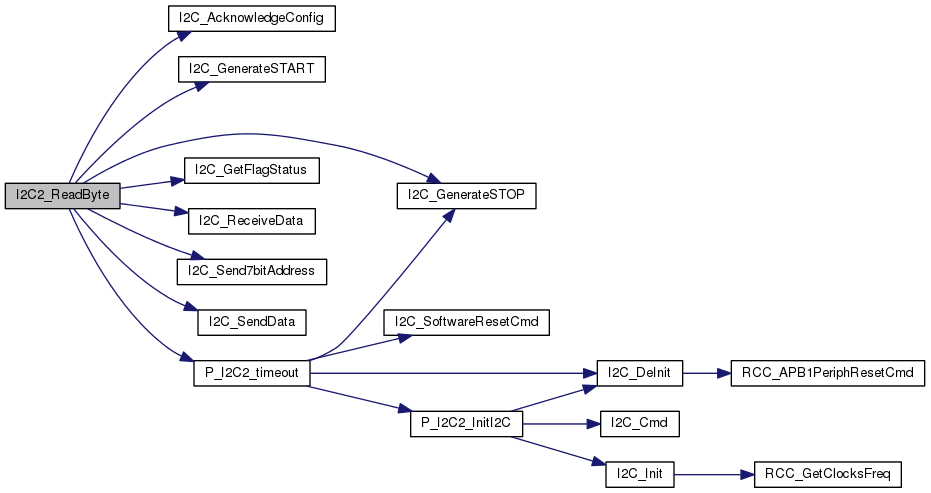 I2C_AcknowledgeConfig
I2C_GenerateSTART
I2C2_ReadByte
I2C_GetFlagStatus
I2C_GenerateSTOP
I2C_ReceiveData
I2C_Send7bitAddress
I2C_SendData
I2C_SoftwareResetCmd
P_I2C2_timeout
I2C_DeInit
RCC_APB1PeriphResetCmd
P_I2C2_InitI2C
I2C_Cmd
I2C_Init
RCC_GetClocksFreq